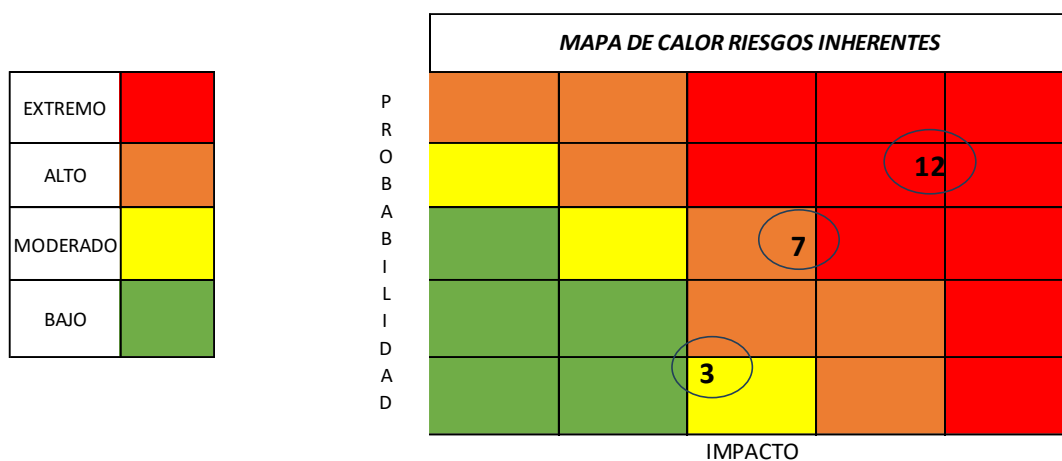 MAPA DE CALOR RIESGOS INHERENTES
EXTREMO
ALTO
MODERADO
BAJO
P
R
O
B
A
B
I
L
I
D
A
D
12
7
3
IMPACTO